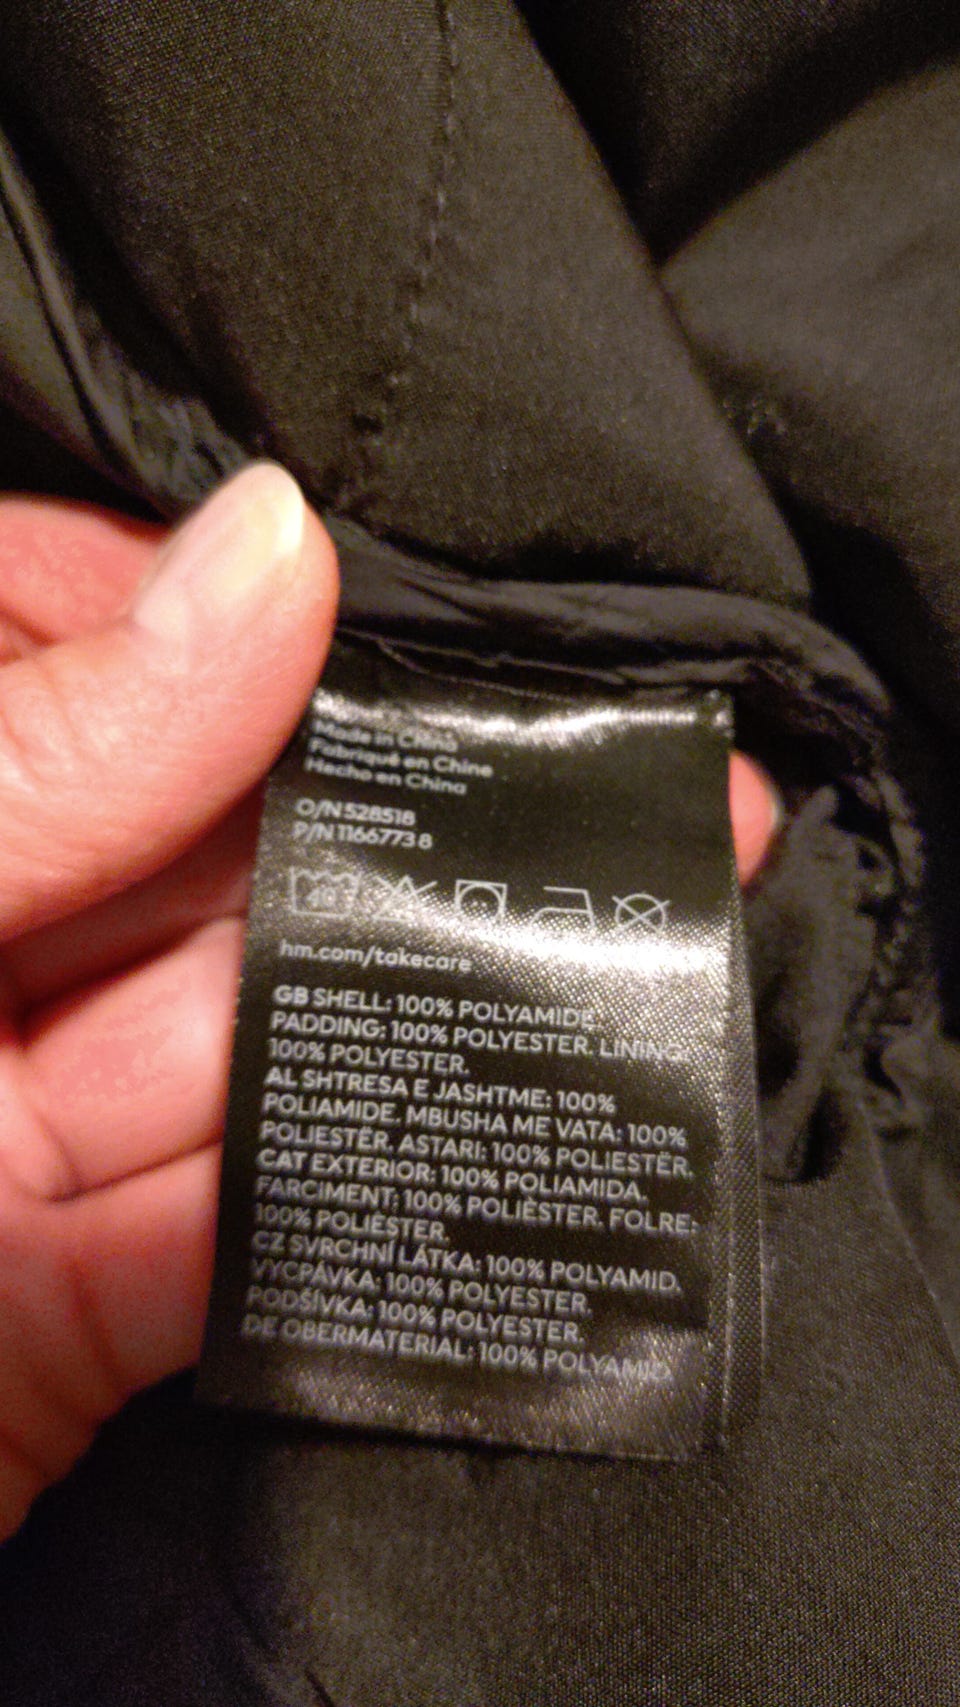 Made in China
Fabriqué en Chine
Hecho en China
O/N 528518
P/N 1166773 8
40
hm.com/takecare
GB SHELL: 100% POLYAMIDE
PADDING: 100% POLYESTER. LINING:
100% POLYESTER.
AL SHTRESA E JASHTME: 100%
POLIAMIDE. MBUSHA ME VATA: 100%
POLIESTËR. ASTARI: 100% POLIESTËR.
CAT EXTERIOR: 100% POLIAMIDA.
FARCIMENT: 100% POLIÈSTER. FOLRE:
100% POLIÈSTER.
CZ SVRCHNÍ LÁTKA: 100% POLYAMID.
VYCPÁVKA: 100% POLYESTER.
PODŠÍVKA: 100% POLYESTER.
DE OBERMATERIAL: 100% POLYAMID